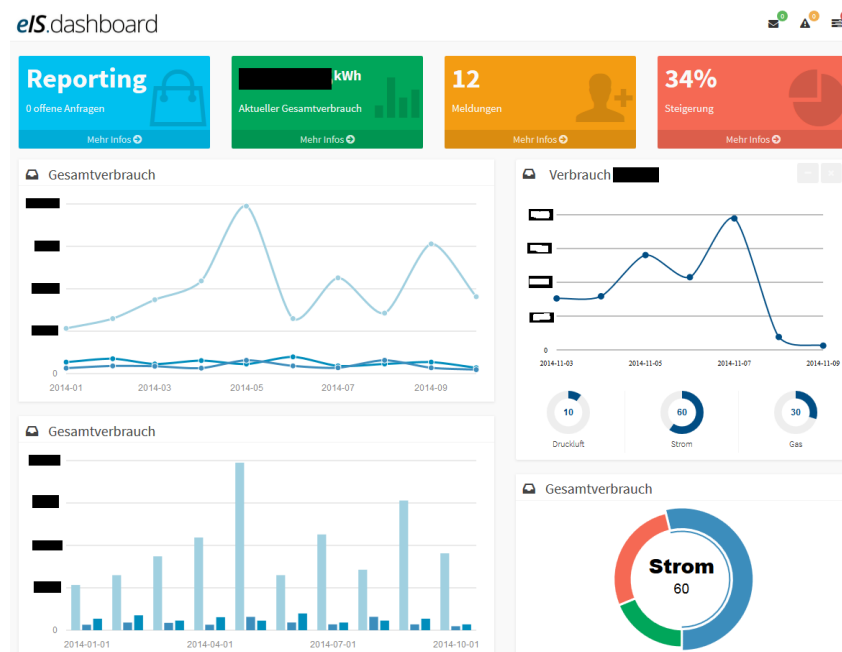 eIS.dashboard
0
0
Reporting
0 offene Anfragen
Mehr Infos
kWh
Aktueller Gesamtverbrauch
Mehr Infos
12
Meldungen
Mehr Infos
34%
Steigerung
Mehr Infos
Gesamtverbrauch
0
2014-01 2014-03 2014-05 2014-07 2014-09
Verbrauch
0
2014-11-03 2014-11-05 2014-11-07 2014-11-09
10 60 30
Druckluft Strom Gas
Gesamtverbrauch
0
2014-01-01 2014-04-01 2014-07-01 2014-10-01
Gesamtverbrauch
Strom
60